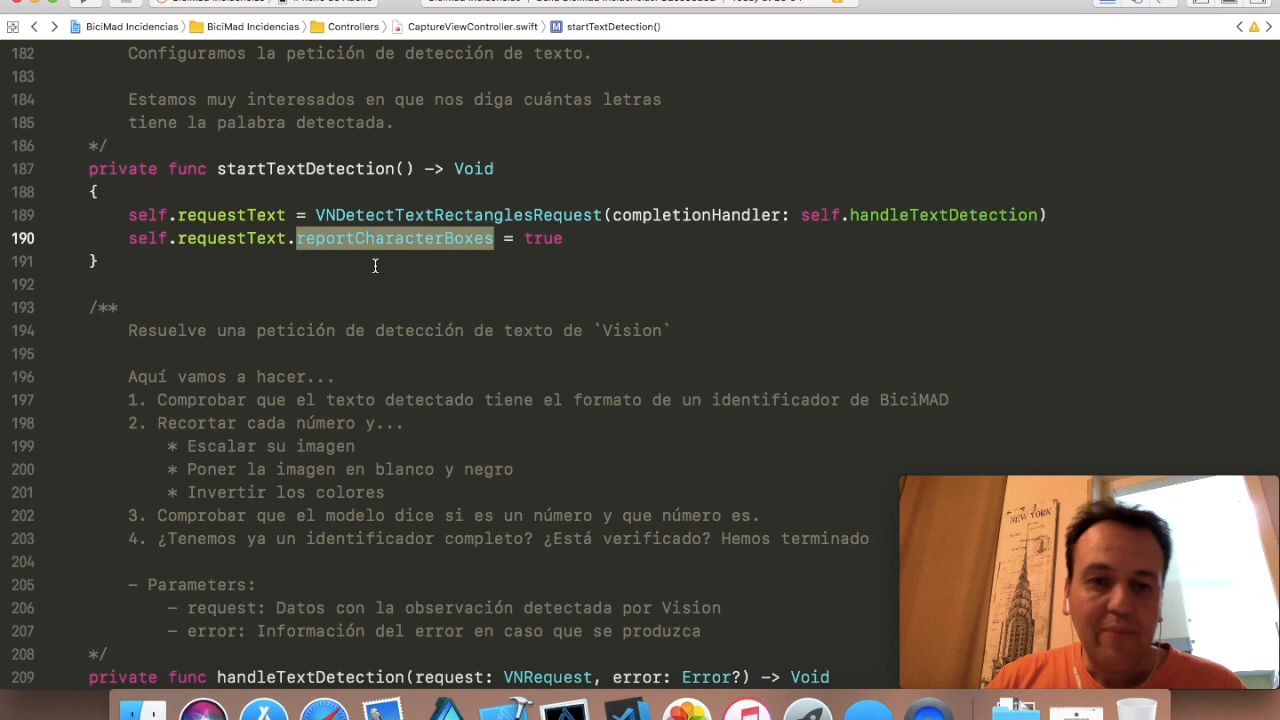 BiciMad Incidencias
BiciMad Incidencias
Controllers
CaptureViewController.swift
M
startTextDetection()
182 Configuramos la petición de detección de texto.
183
184 Estamos muy interesados en que nos diga cuántas letras
185 tiene la palabra detectada.
186 */
187 private func startTextDetection() -> Void
188 {
189 self.requestText = VNDetectTextRectanglesRequest(completionHandler: self.handleTextDetection)
190 self.requestText.reportCharacterBoxes = true
191 }
192
193 /**
194 Resuelve una petición de detección de texto de `Vision`
195
196 Aquí vamos a hacer...
197 1. Comprobar que el texto detectado tiene el formato de un identificador de BiciMAD
198 2. Recortar cada número y...
199 * Escalar su imagen
200 * Poner la imagen en blanco y negro
201 * Invertir los colores
202 3. Comprobar que el modelo dice si es un número y que número es.
203 4. ¿Tenemos ya un identificador completo? ¿Está verificado? Hemos terminado
204
205 - Parameters:
206 - request: Datos con la observación detectada por Vision
207 - error: Información del error en caso que se produzca
208 */
209 private func handleTextDetection(request: VNRequest, error: Error?) -> Void
NEW YORK